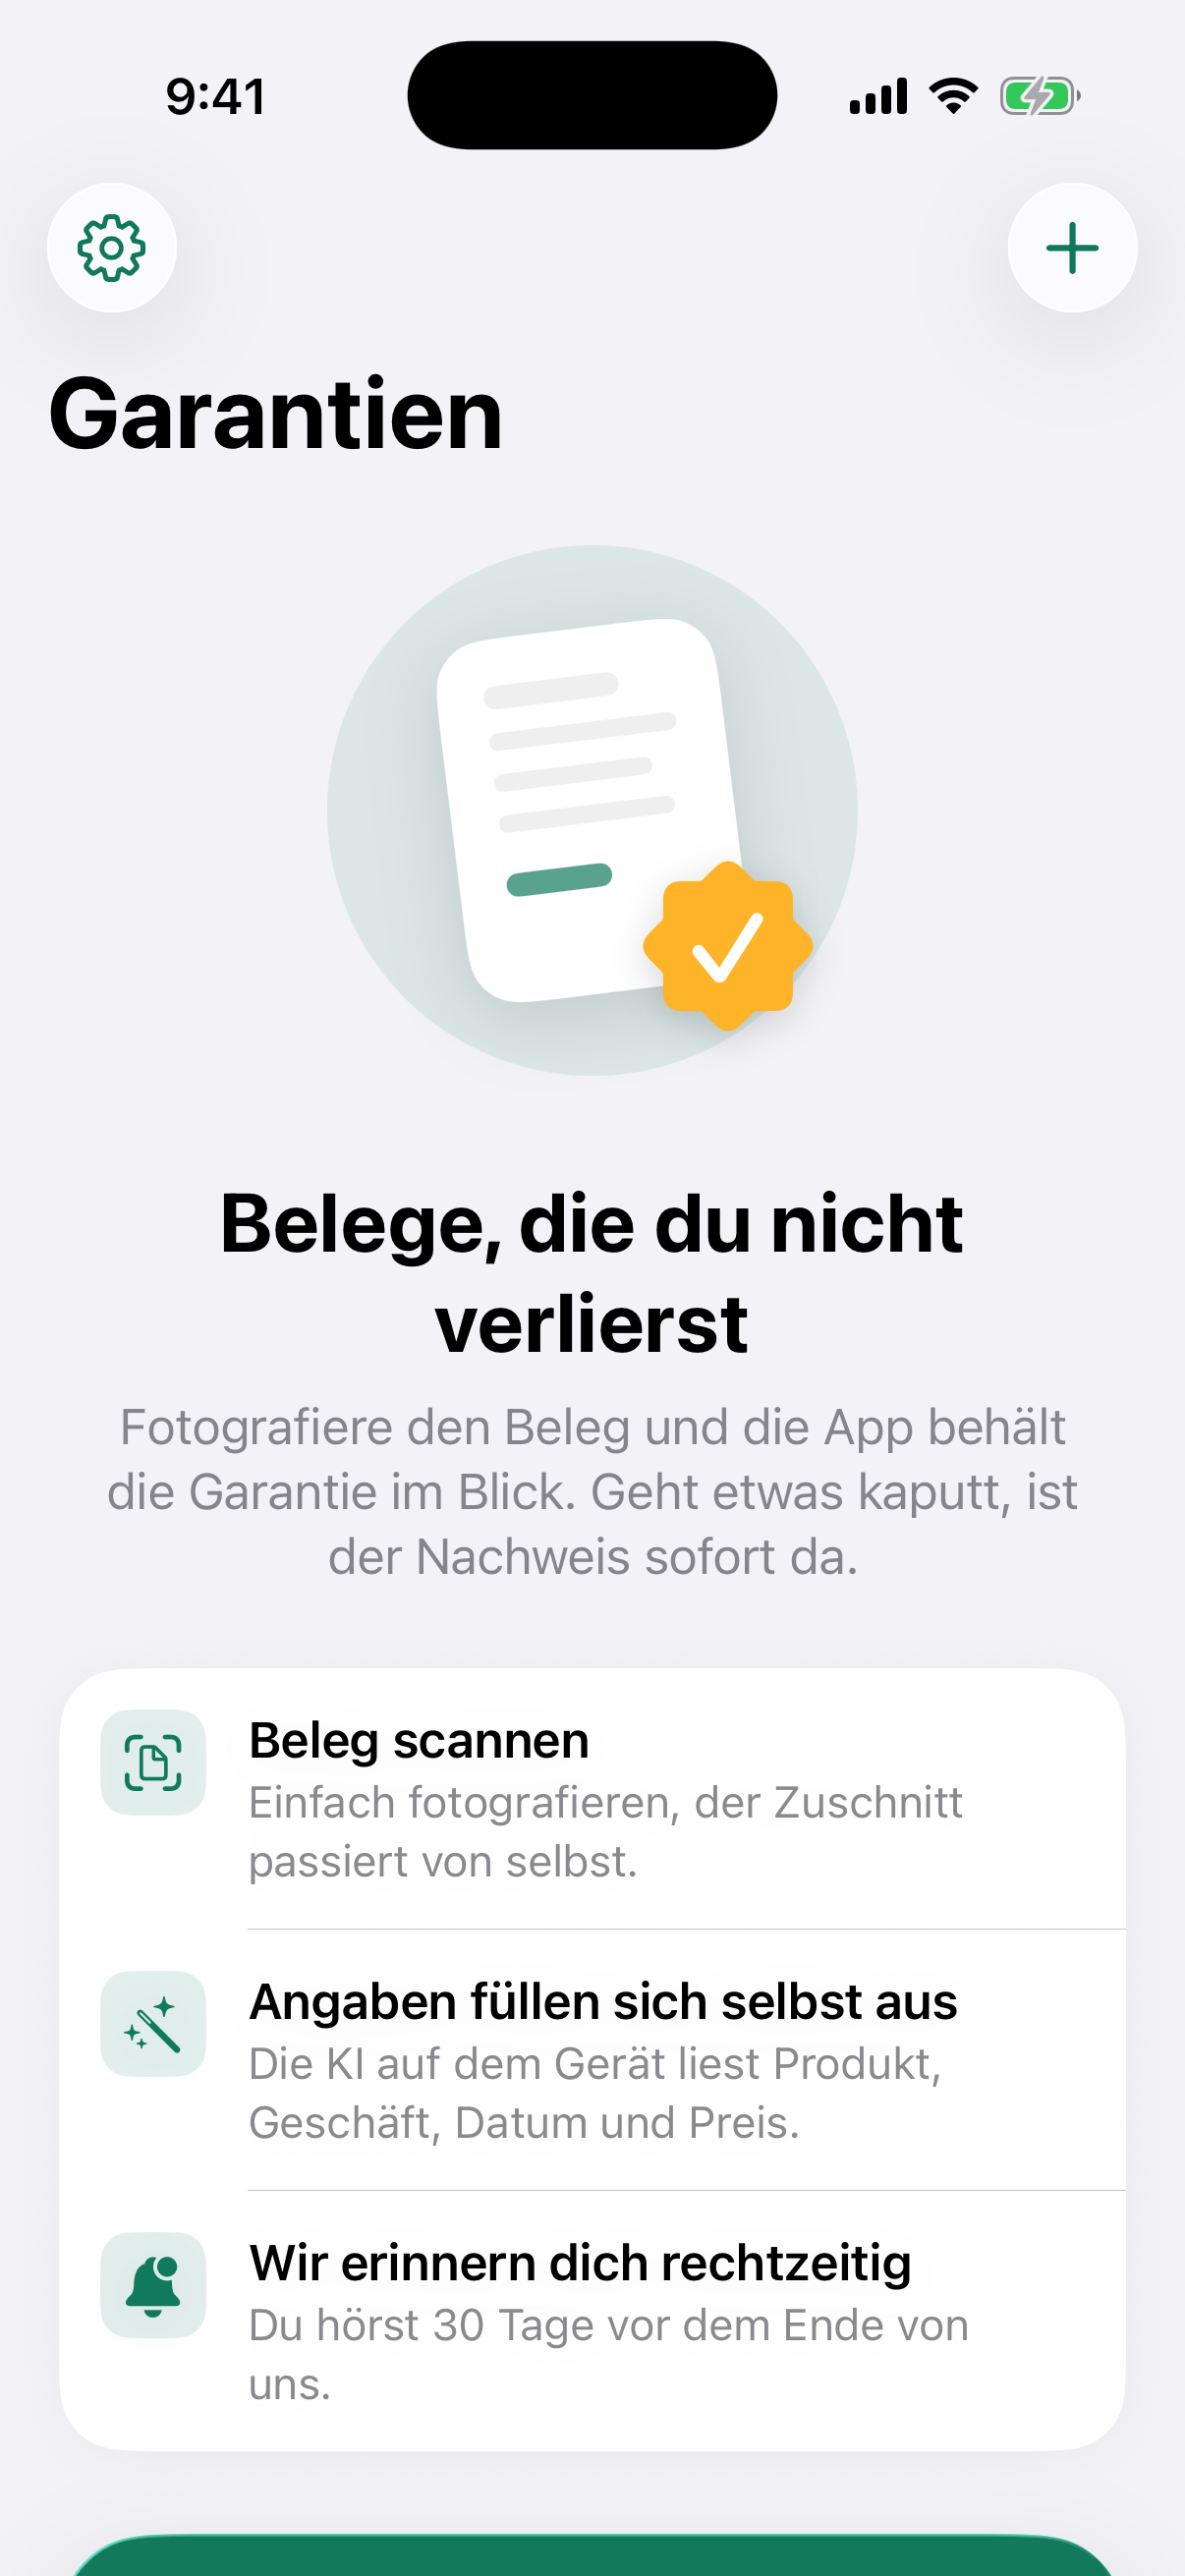 9:41
Garantien
Belege, die du nicht
verlierst
Fotografiere den Beleg und die App behält
die Garantie im Blick. Geht etwas kaputt, ist
der Nachweis sofort da.
Beleg scannen
Einfach fotografieren, der Zuschnitt
passiert von selbst.
Angaben füllen sich selbst aus
Die KI auf dem Gerät liest Produkt,
Geschäft, Datum und Preis.
Wir erinnern dich rechtzeitig
Du hörst 30 Tage vor dem Ende von
uns.